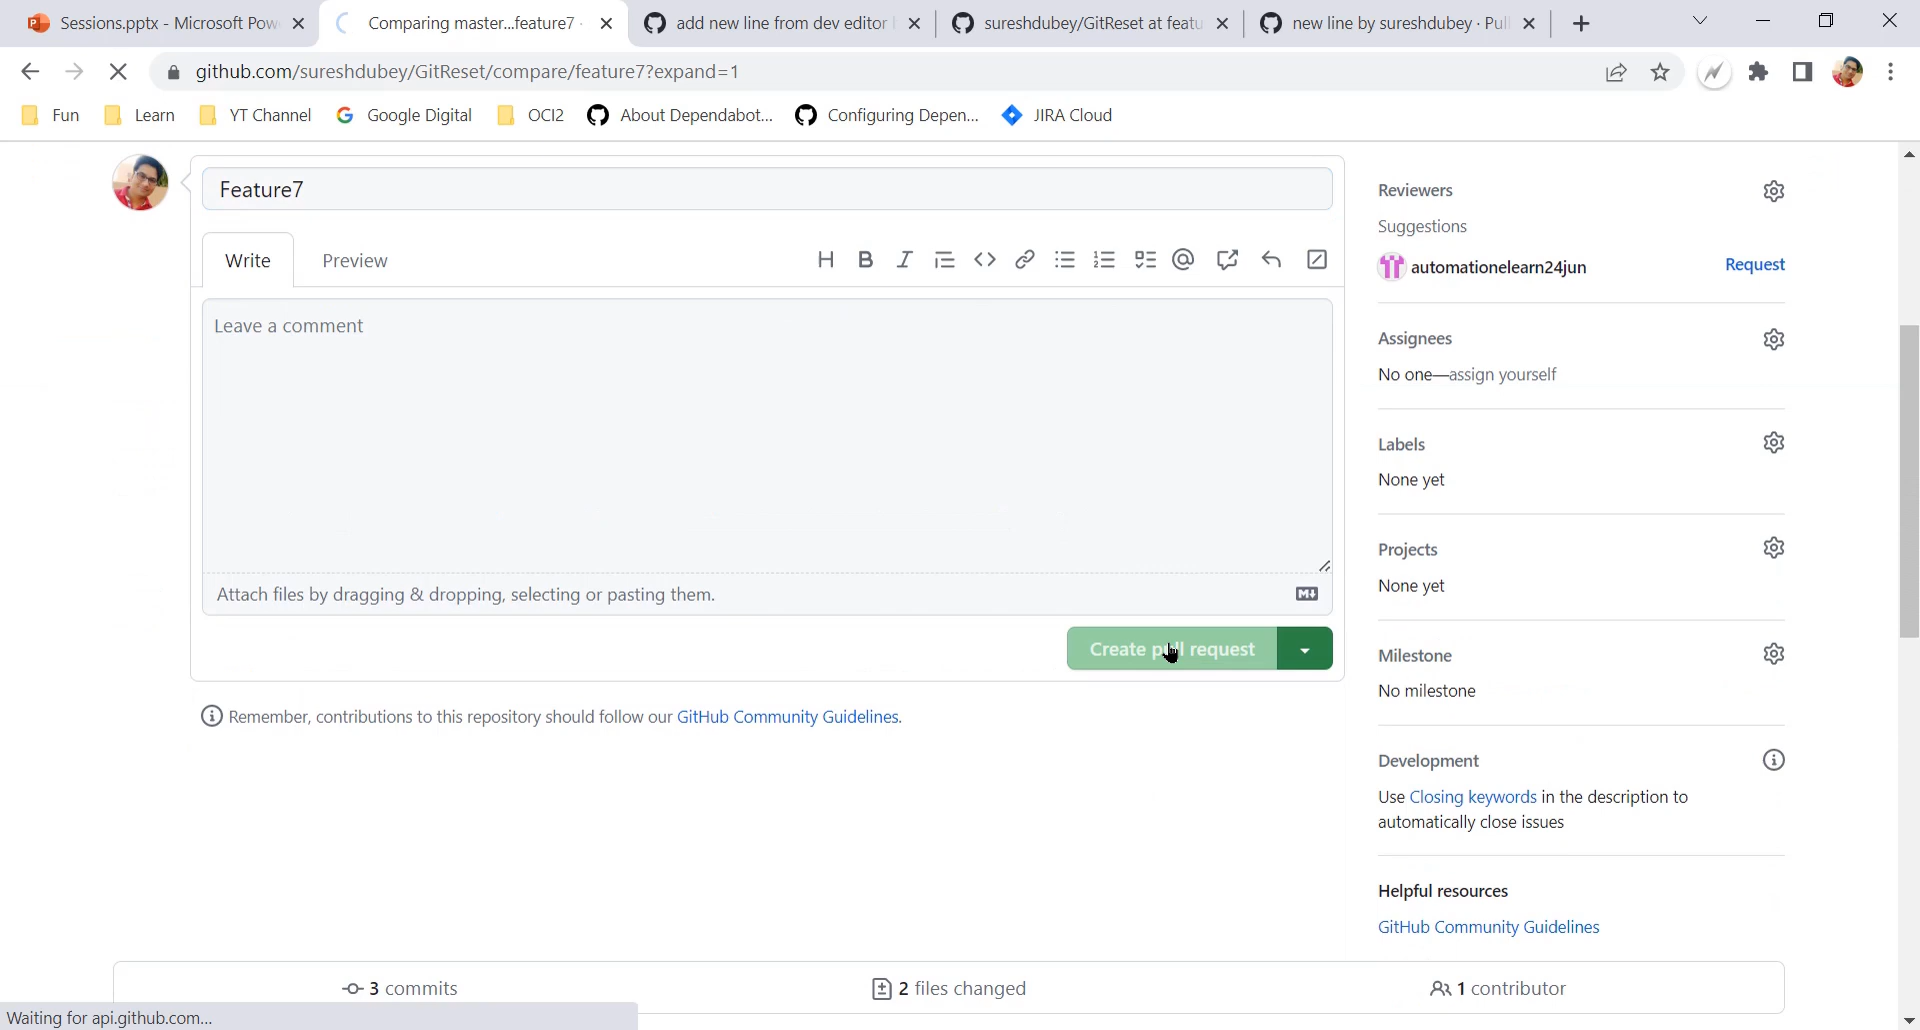 Sessions.pptx - Microsoft Pow
Comparing master...feature7 ·
add new line from dev editor
sureshdubey/GitReset at featu
new line by sureshdubey · Pull
github.com/sureshdubey/GitReset/compare/feature7?expand=1
Fun
Learn
YT Channel
Google Digital
OCI2
About Dependabot...
Configuring Depen...
JIRA Cloud
Feature7
Write
Preview
Leave a comment
Attach files by dragging & dropping, selecting or pasting them.
Create pull request
Remember, contributions to this repository should follow our GitHub Community Guidelines.
Reviewers
Suggestions
automationelearn24jun
Request
Assignees
No one—assign yourself
Labels
None yet
Projects
None yet
Milestone
No milestone
Development
Use Closing keywords in the description to
automatically close issues
Helpful resources
GitHub Community Guidelines
3 commits
2 files changed
1 contributor
Waiting for api.github.com...